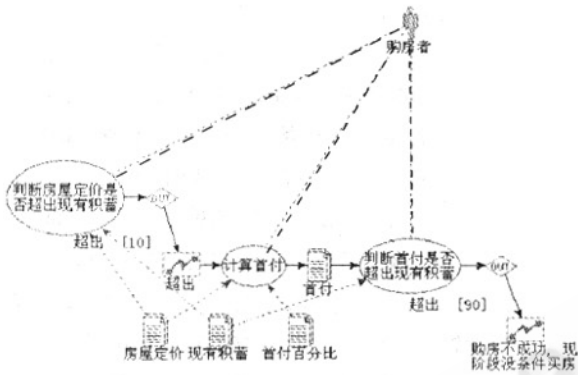 购房者
判断房屋定价是
否超出现有积蓄
OUT
超出 [10]
超出
计算首付
首付
判断首付是否
超出现有积蓄
OUT
超出 [90]
房屋定价 现有积蓄 首付百分比
购房不成功，现
阶段没条件买房